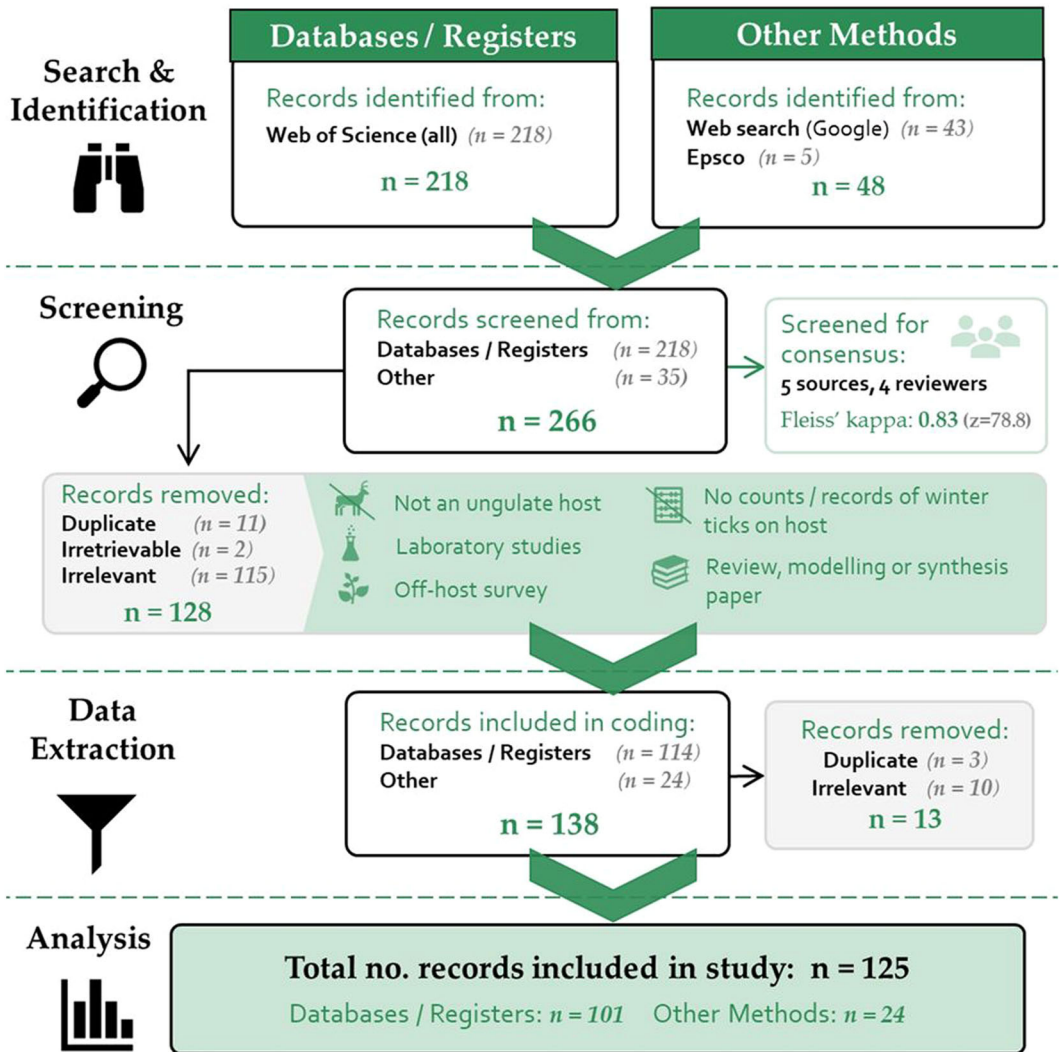 Search &
Identification
Databases / Registers
Records identified from:
Web of Science (all) (n = 218)
n = 218
Other Methods
Records identified from:
Web search (Google) (n = 43)
Epsco (n = 5)
n = 48
Screening
Records screened from:
Databases / Registers (n = 218)
Other (n = 35)
n = 266
Screened for
consensus:
5 sources, 4 reviewers
Fleiss' kappa: 0.83 (z=78.8)
Records removed:
Duplicate (n = 11)
Irretrievable (n = 2)
Irrelevant (n = 115)
n = 128
Not an ungulate host
Laboratory studies
Off-host survey
No counts / records of winter
ticks on host
Review, modelling or synthesis
paper
Data
Extraction
Records included in coding:
Databases / Registers (n = 114)
Other (n = 24)
n = 138
Records removed:
Duplicate (n = 3)
Irrelevant (n = 10)
n = 13
Analysis
Total no. records included in study: n = 125
Databases / Registers: n = 101 Other Methods: n = 24